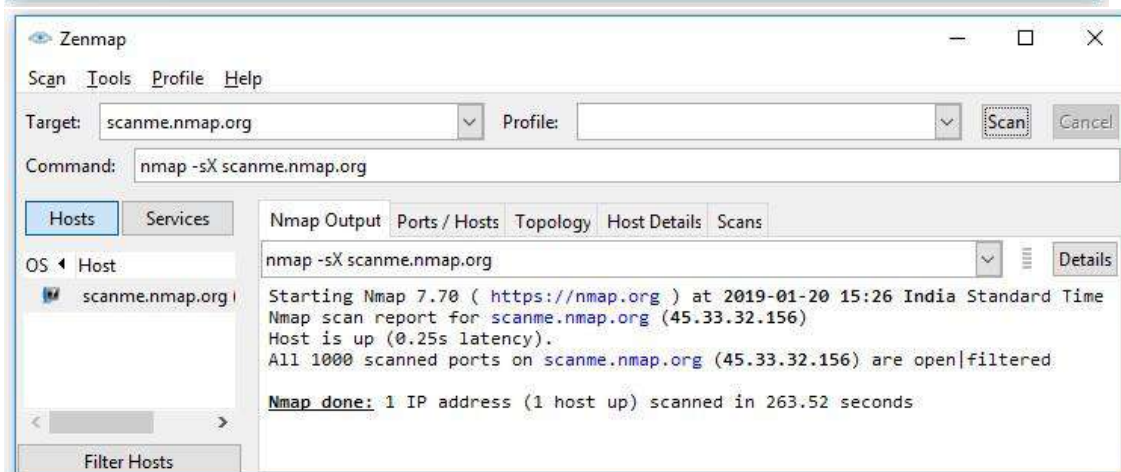 Zenmap
Scan Tools Profile Help
Target: scanme.nmap.org Profile: Scan Cancel
Command: nmap -sX scanme.nmap.org
Hosts Services Nmap Output Ports / Hosts Topology Host Details Scans
nmap -sX scanme.nmap.org Details
OS Host
scanme.nmap.org (
Starting Nmap 7.70 ( https://nmap.org ) at 2019-01-20 15:26 India Standard Time
Nmap scan report for scanme.nmap.org (45.33.32.156)
Host is up (0.25s latency).
All 1000 scanned ports on scanme.nmap.org (45.33.32.156) are open|filtered
Nmap done: 1 IP address (1 host up) scanned in 263.52 seconds
Filter Hosts